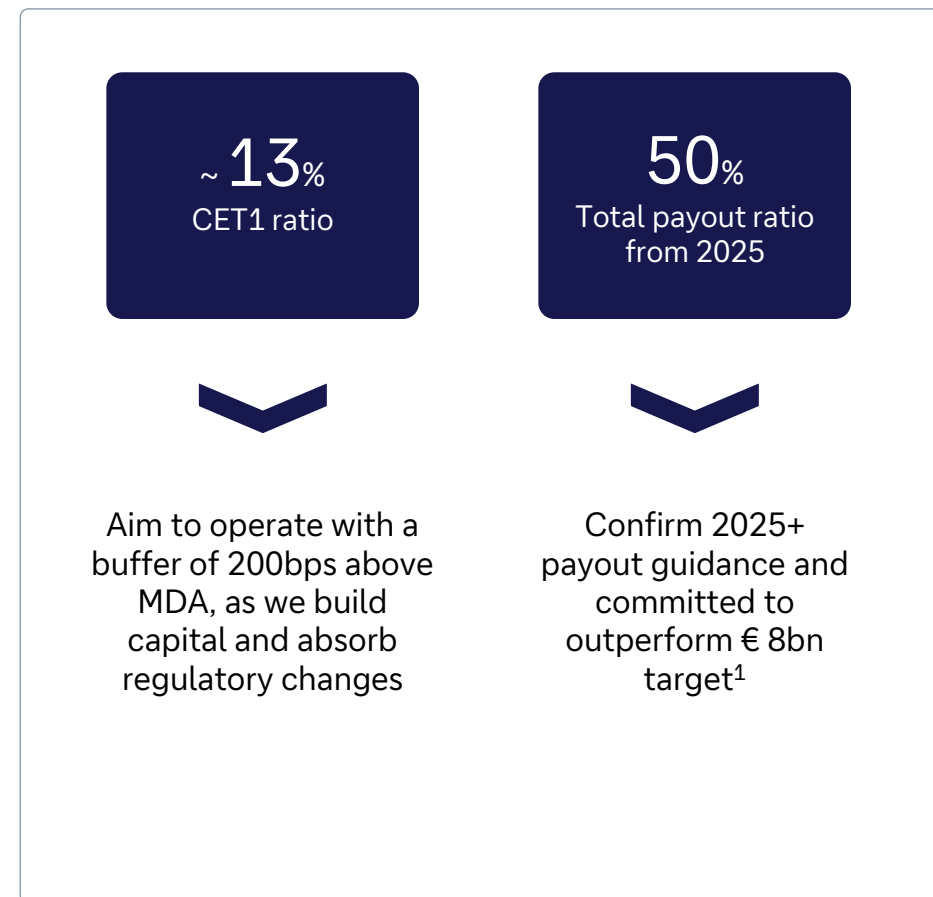 ~ 13%
CET1 ratio
50%
Total payout ratio
from 2025
Aim to operate with a
buffer of 200bps above
MDA, as we build
capital and absorb
regulatory changes
Confirm 2025+
payout guidance and
committed to
outperform € 8bn
target¹